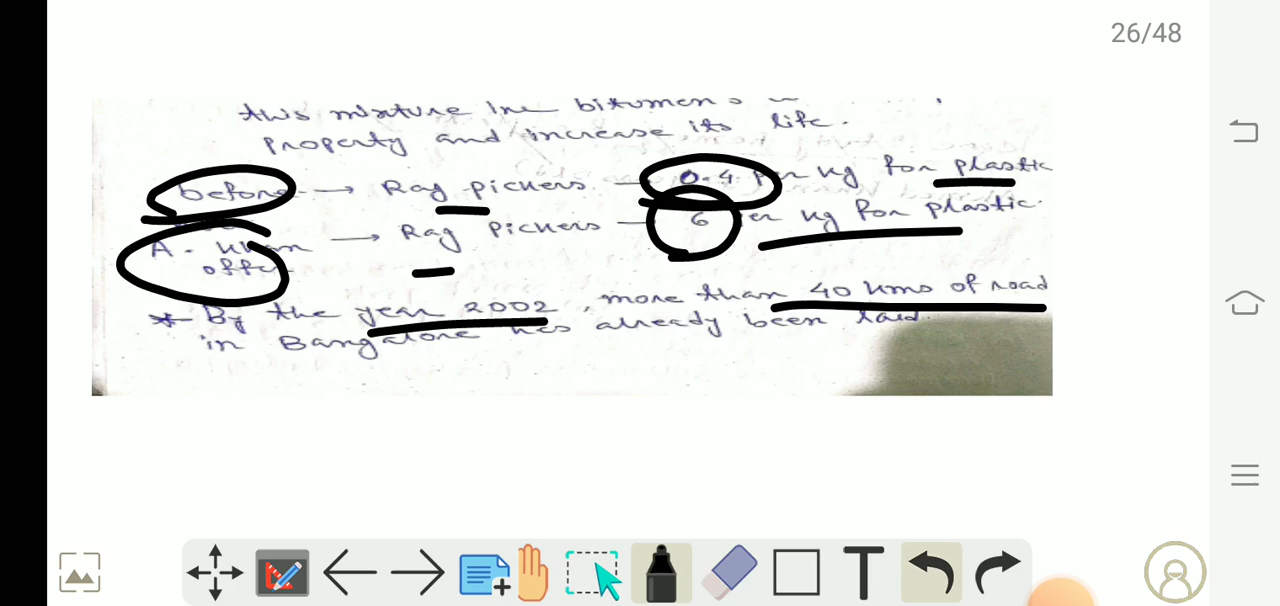 26/48
this mixture the bitumen's
property and increase its life.
before → Rag pickers — 0.4 per kg for plastic
A. Khan → Rag Pickers — 6 per kg for plastic.
offer
* By the year 2002, more than 40 kms of road
in Bangalore has already been laid.
T